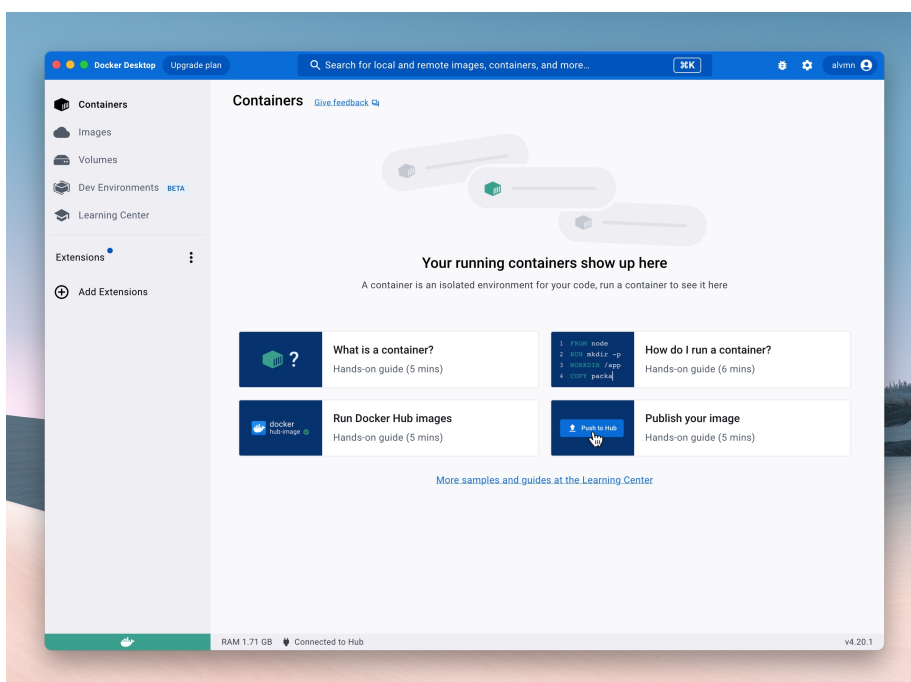 Docker Desktop Upgrade plan
Search for local and remote images, containers, and more...
⌘K
alvmn
Containers
Images
Volumes
Dev Environments BETA
Learning Center
Extensions
Add Extensions
Containers Give feedback
Your running containers show up here
A container is an isolated environment for your code, run a container to see it here
?
What is a container?
Hands-on guide (5 mins)
1 FROM node
2 RUN mkdir -p
3 WORKDIR /app
4 COPY packa
How do I run a container?
Hands-on guide (6 mins)
docker
hub-image
Run Docker Hub images
Hands-on guide (5 mins)
Push to Hub
Publish your image
Hands-on guide (5 mins)
More samples and guides at the Learning Center
RAM 1.71 GB Connected to Hub
v4.20.1